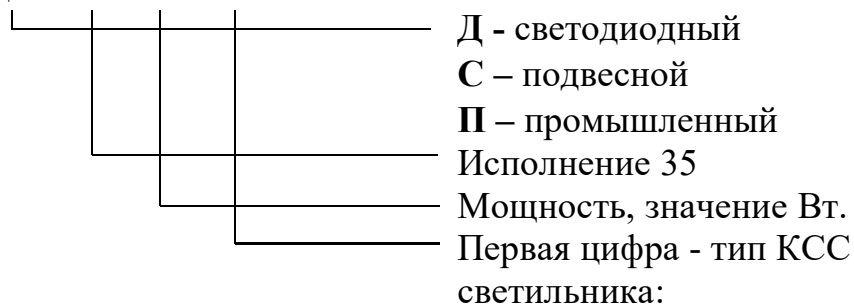 Д - светодиодный
С – подвесной
П – промышленный
Исполнение 35
Мощность, значение Вт.
Первая цифра - тип КСС
светильника: